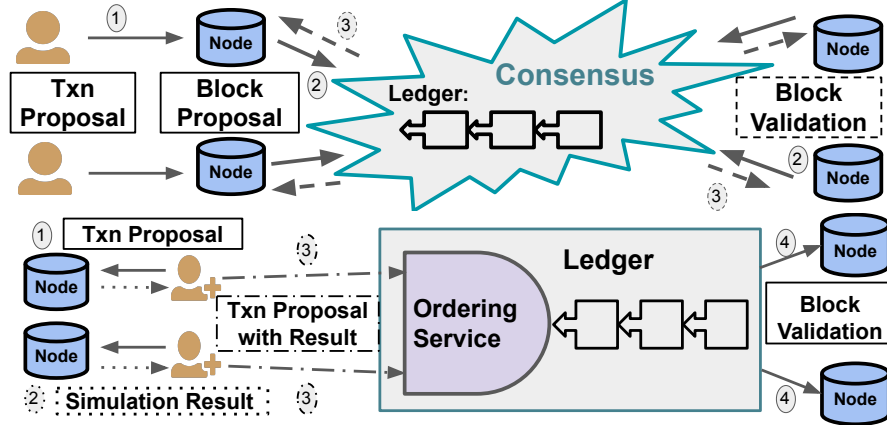 1
3
Node
Node
2
Consensus
Txn
Proposal
Block
Proposal
Ledger:
Block
Validation
2
Node
Node
3
1
Txn Proposal
3
4
Node
Node
Ledger
Txn Proposal
with Result
Ordering
Service
Block
Validation
Node
2
Simulation Result
3
4
Node